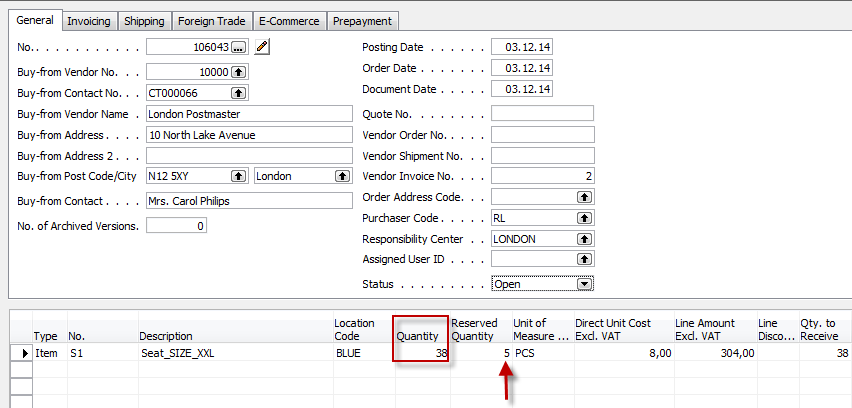 General Invoicing Shipping Foreign Trade E-Commerce Prepayment
No. . . . . . . . . . . . 106043 ...
Buy-from Vendor No. . . . 10000
Buy-from Contact No. . . . CT000066
Buy-from Vendor Name . London Postmaster
Buy-from Address . . . . . 10 North Lake Avenue
Buy-from Address 2 . . .
Buy-from Post Code/City N12 5XY London
Buy-from Contact . . . . Mrs. Carol Philips
No. of Archived Versions. 0
Posting Date . . . . . . 03.12.14
Order Date . . . . . . . 03.12.14
Document Date . . . . . 03.12.14
Quote No. . . . . . . . .
Vendor Order No. . . . .
Vendor Shipment No. . .
Vendor Invoice No. . . . 2
Order Address Code. . .
Purchaser Code . . . . . RL
Responsibility Center . . LONDON
Assigned User ID . . . .
Status . . . . . . . . . Open
Type No. Description Location Code Quantity Reserved Quantity Unit of Measure ... Direct Unit Cost Excl. VAT Line Amount Excl. VAT Line Disco... Qty. to Receive
Item S1 Seat_SIZE_XXL BLUE 38 5 PCS 8,00 304,00 38